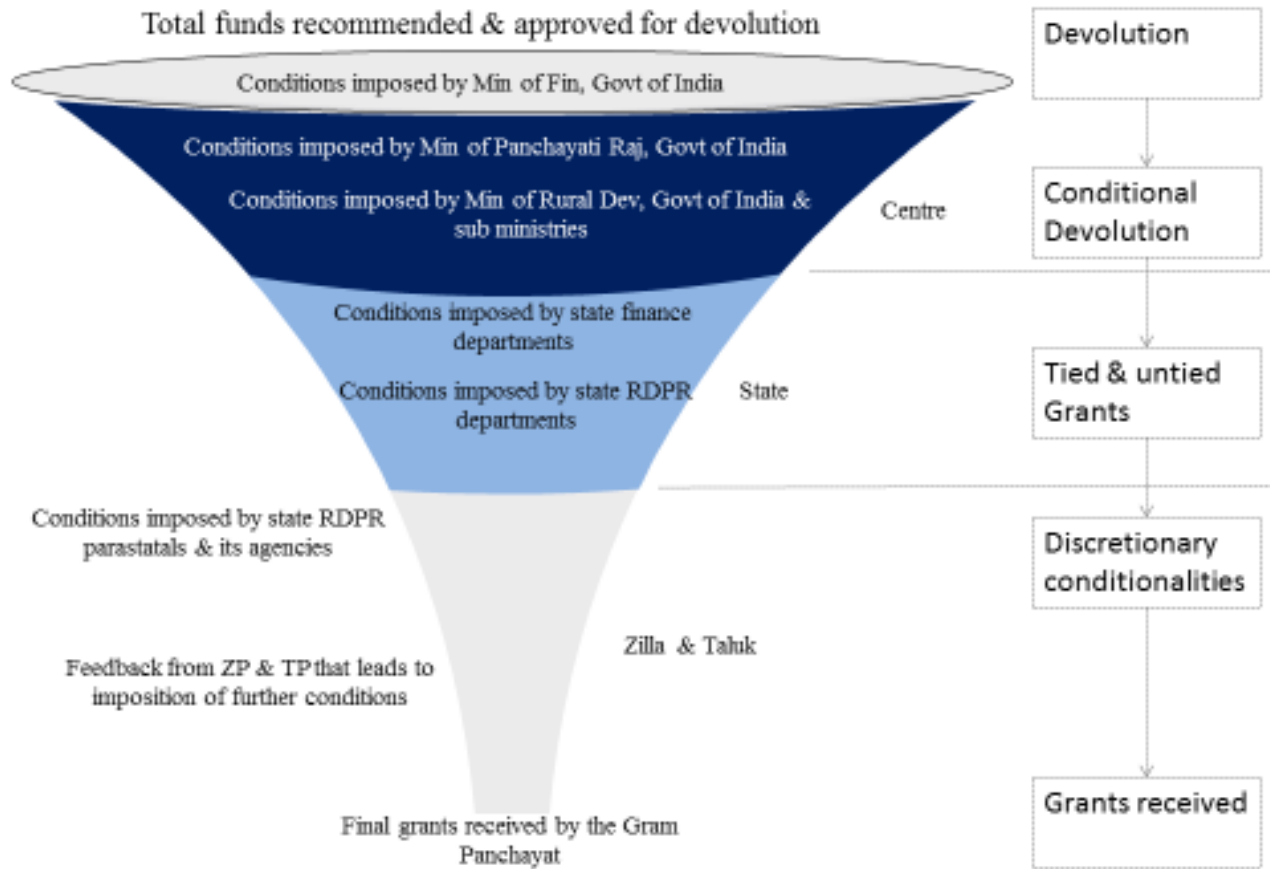 Total funds recommended & approved for devolution
Conditions imposed by Min of Fin, Govt of India
Conditions imposed by Min of Panchayati Raj, Govt of India
Conditions imposed by Min of Rural Dev, Govt of India &
sub ministries
Centre
Conditions imposed by state finance
departments
Conditions imposed by state RDPR
departments
State
Conditions imposed by state RDPR
parastatals & its agencies
Feedback from ZP & TP that leads to
imposition of further conditions
Zilla & Taluk
Final grants received by the Gram
Panchayat
Devolution
Conditional
Devolution
Tied & untied
Grants
Discretionary
conditionalities
Grants received